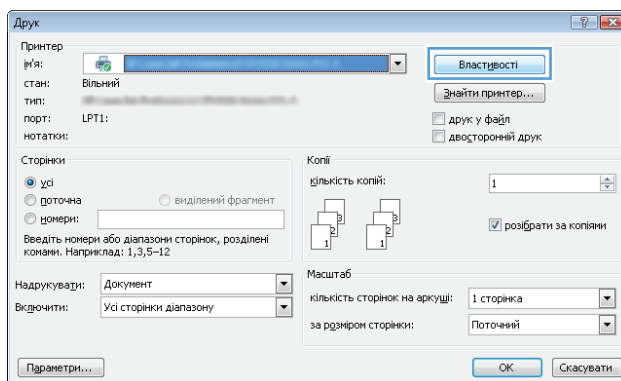 Друк
Принтер
ім'я:
Властивості
стан: Вільний
тип:
Знайти принтер...
порт: LPT1:
друк у файл
нотатки:
двосторонній друк
Сторінки
усі
поточна
виділений фрагмент
номери:
Введіть номери або діапазони сторінок, розділені
комами. Наприклад: 1,3,5–12
Копії
кількість копій: 1
розібрати за копіями
Надрукувати: Документ
Включити: Усі сторінки діапазону
Масштаб
кількість сторінок на аркуші: 1 сторінка
за розміром сторінки: Поточний
Параметри...
OK
Скасувати